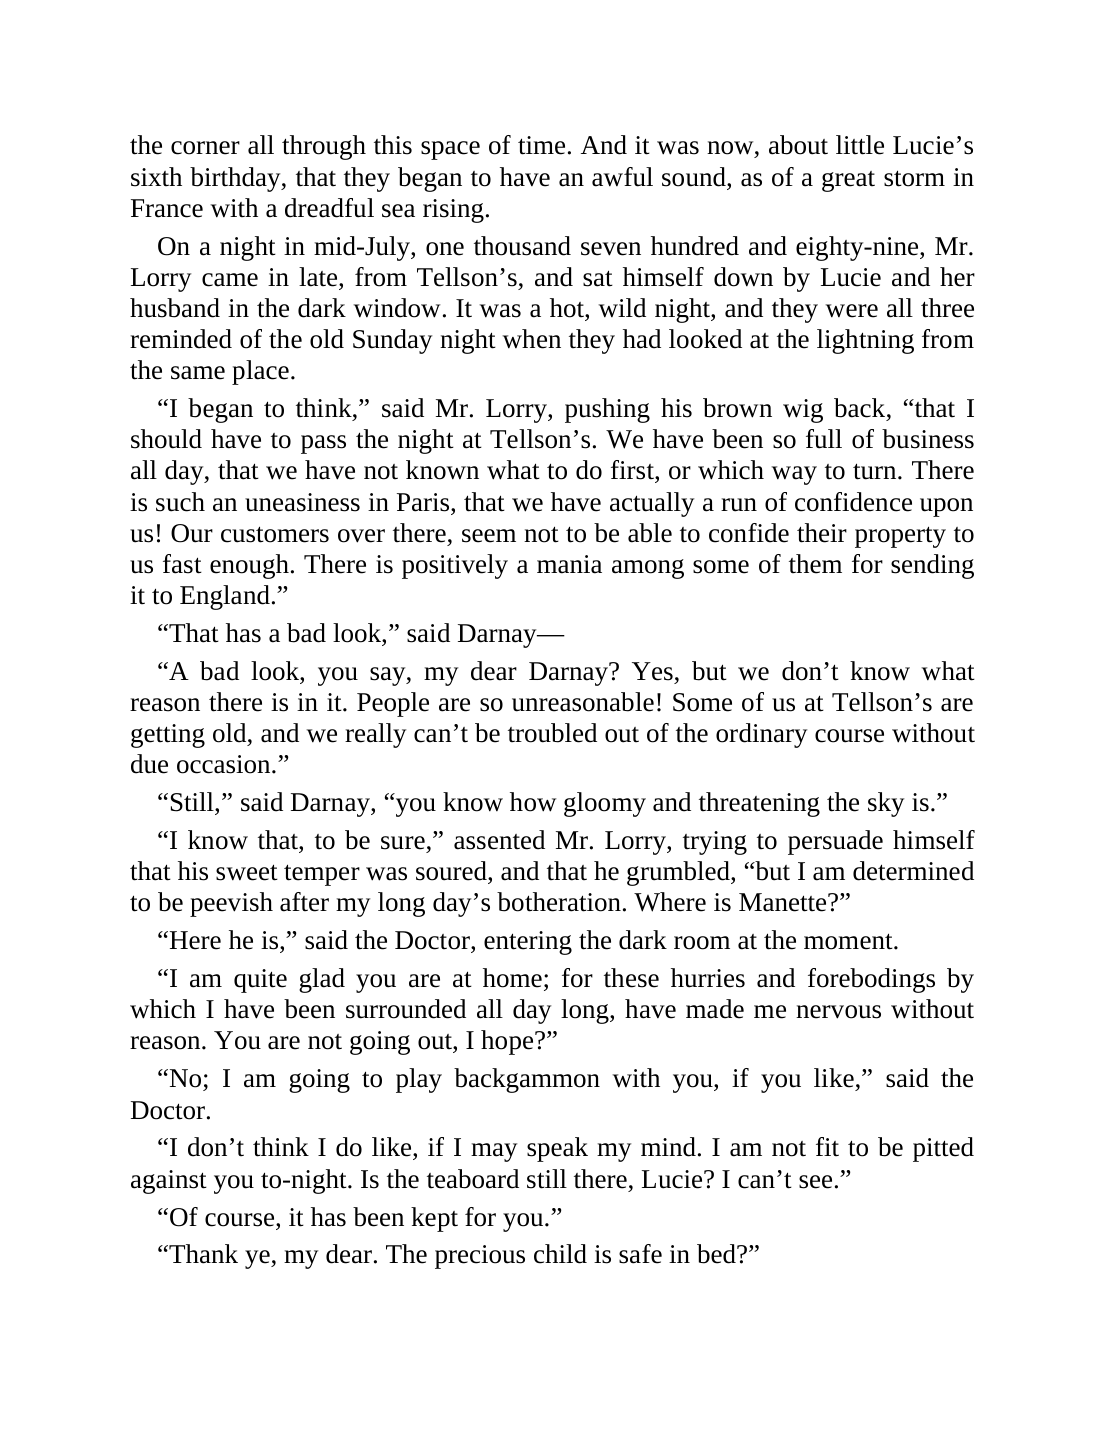 the corner all through this space of time. And it was now, about little Lucie’s
sixth birthday, that they began to have an awful sound, as of a great storm in
France with a dreadful sea rising.
On a night in mid-July, one thousand seven hundred and eighty-nine, Mr.
Lorry came in late, from Tellson’s, and sat himself down by Lucie and her
husband in the dark window. It was a hot, wild night, and they were all three
reminded of the old Sunday night when they had looked at the lightning from
the same place.
“I began to think,” said Mr. Lorry, pushing his brown wig back, “that I
should have to pass the night at Tellson’s. We have been so full of business
all day, that we have not known what to do first, or which way to turn. There
is such an uneasiness in Paris, that we have actually a run of confidence upon
us! Our customers over there, seem not to be able to confide their property to
us fast enough. There is positively a mania among some of them for sending
it to England.”
“That has a bad look,” said Darnay—
“A bad look, you say, my dear Darnay? Yes, but we don’t know what
reason there is in it. People are so unreasonable! Some of us at Tellson’s are
getting old, and we really can’t be troubled out of the ordinary course without
due occasion.”
“Still,” said Darnay, “you know how gloomy and threatening the sky is.”
“I know that, to be sure,” assented Mr. Lorry, trying to persuade himself
that his sweet temper was soured, and that he grumbled, “but I am determined
to be peevish after my long day’s botheration. Where is Manette?”
“Here he is,” said the Doctor, entering the dark room at the moment.
“I am quite glad you are at home; for these hurries and forebodings by
which I have been surrounded all day long, have made me nervous without
reason. You are not going out, I hope?”
“No; I am going to play backgammon with you, if you like,” said the
Doctor.
“I don’t think I do like, if I may speak my mind. I am not fit to be pitted
against you to-night. Is the teaboard still there, Lucie? I can’t see.”
“Of course, it has been kept for you.”
“Thank ye, my dear. The precious child is safe in bed?”